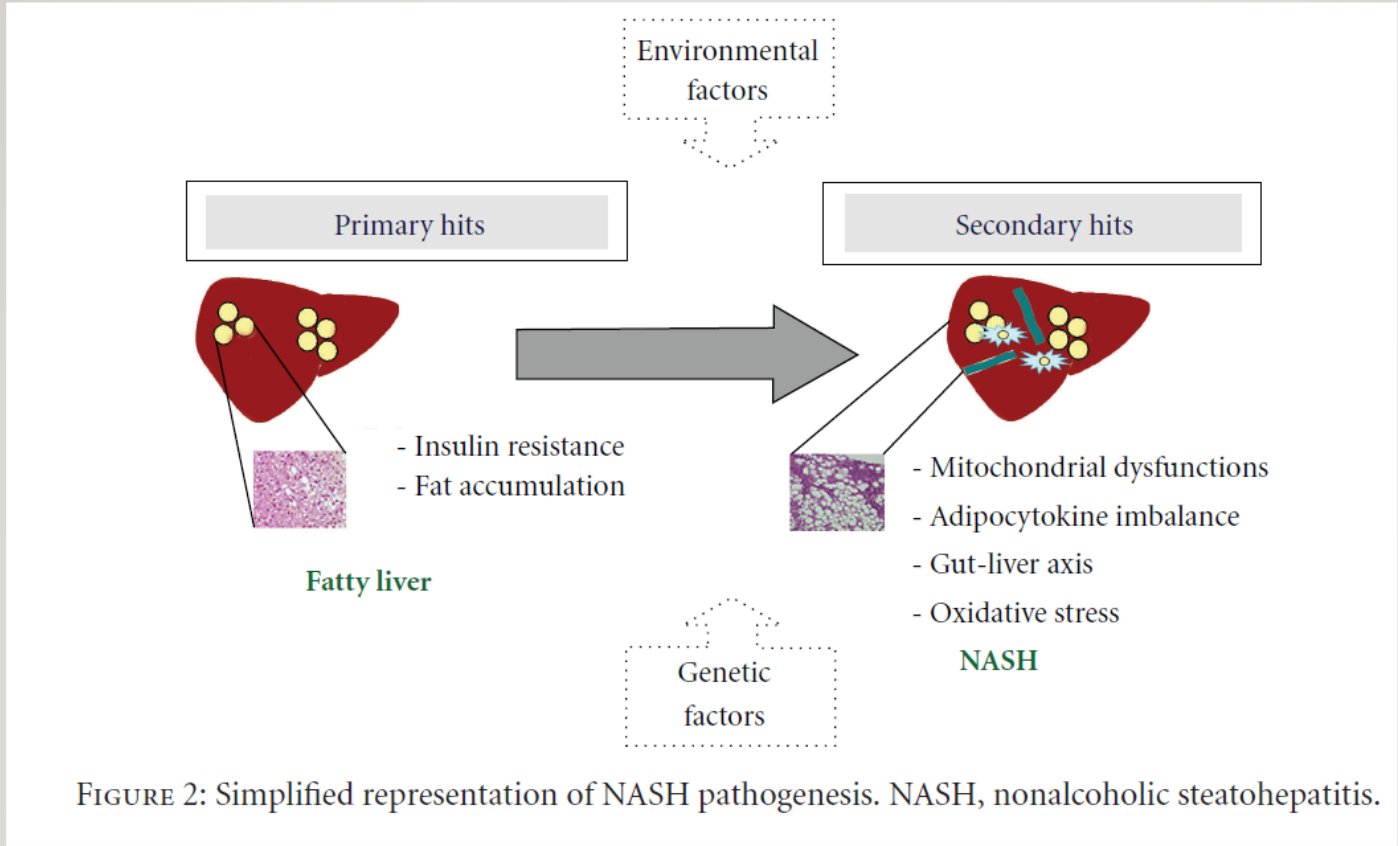 Environmental
factors
Primary hits
Secondary hits
- Insulin resistance
- Fat accumulation
Fatty liver
- Mitochondrial dysfunctions
- Adipocytokine imbalance
- Gut-liver axis
- Oxidative stress
NASH
Genetic
factors
FIGURE 2: Simplified representation of NASH pathogenesis. NASH, nonalcoholic steatohepatitis.